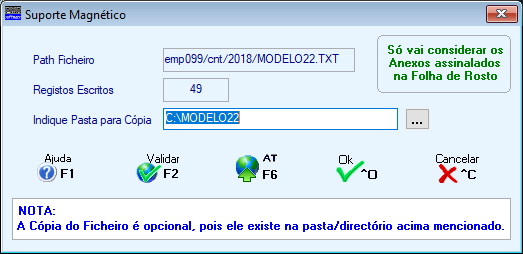 Suporte Magnético
Path Ficheiro
emp099/cnt/2018/MODELO22.TXT
Só vai considerar os
Anexos assinalados
na Folha de Rosto
Registos Escritos
49
Indique Pasta para Cópia
C:\MODELO22
...
Ajuda
F1
Validar
F2
AT
F6
Ok
^O
Cancelar
^C
NOTA:
A Cópia do Ficheiro é opcional, pois ele existe na pasta/directório acima mencionado.